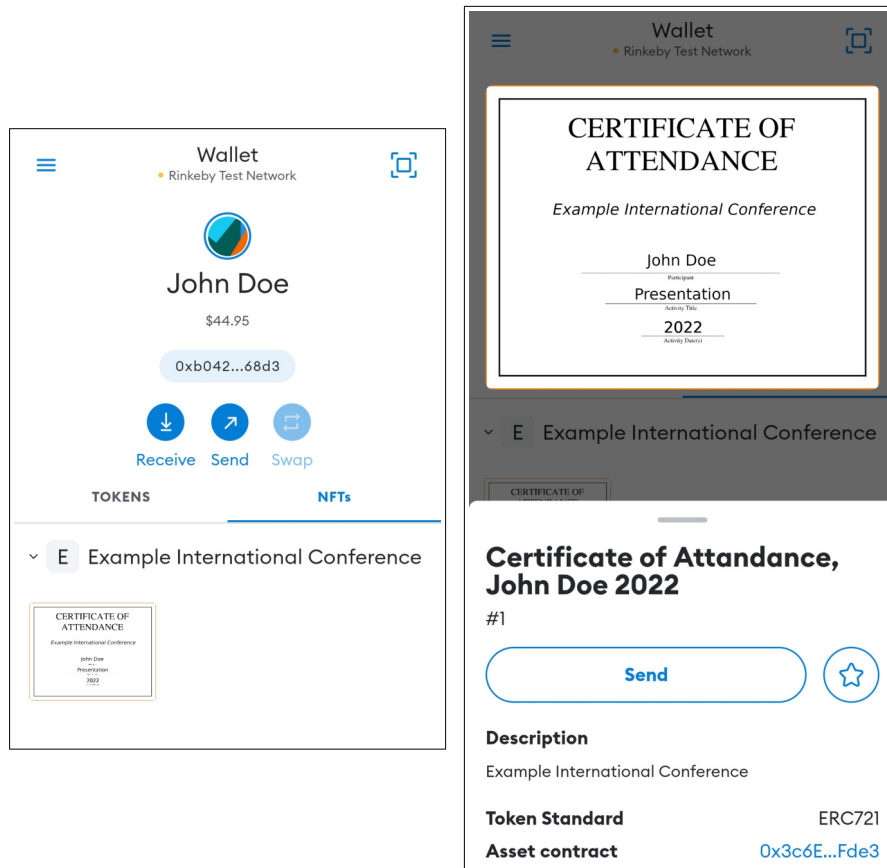 Wallet
Rinkeby Test Network
John Doe
$44.95
0xb042...68d3
Receive Send Swap
TOKENS NFTs
E Example International Conference
CERTIFICATE OF
ATTENDANCE
Example International Conference
John Doe
Presentation
2022
Wallet
Rinkeby Test Network
CERTIFICATE OF
ATTENDANCE
Example International Conference
John Doe
Participant
Presentation
Activity Title
2022
Activity Date(s)
E Example International Conference
CERTIFICATE OF
Certificate of Attandance,
John Doe 2022
#1
Send
Description
Example International Conference
Token Standard ERC721
Asset contract 0x3c6E...Fde3